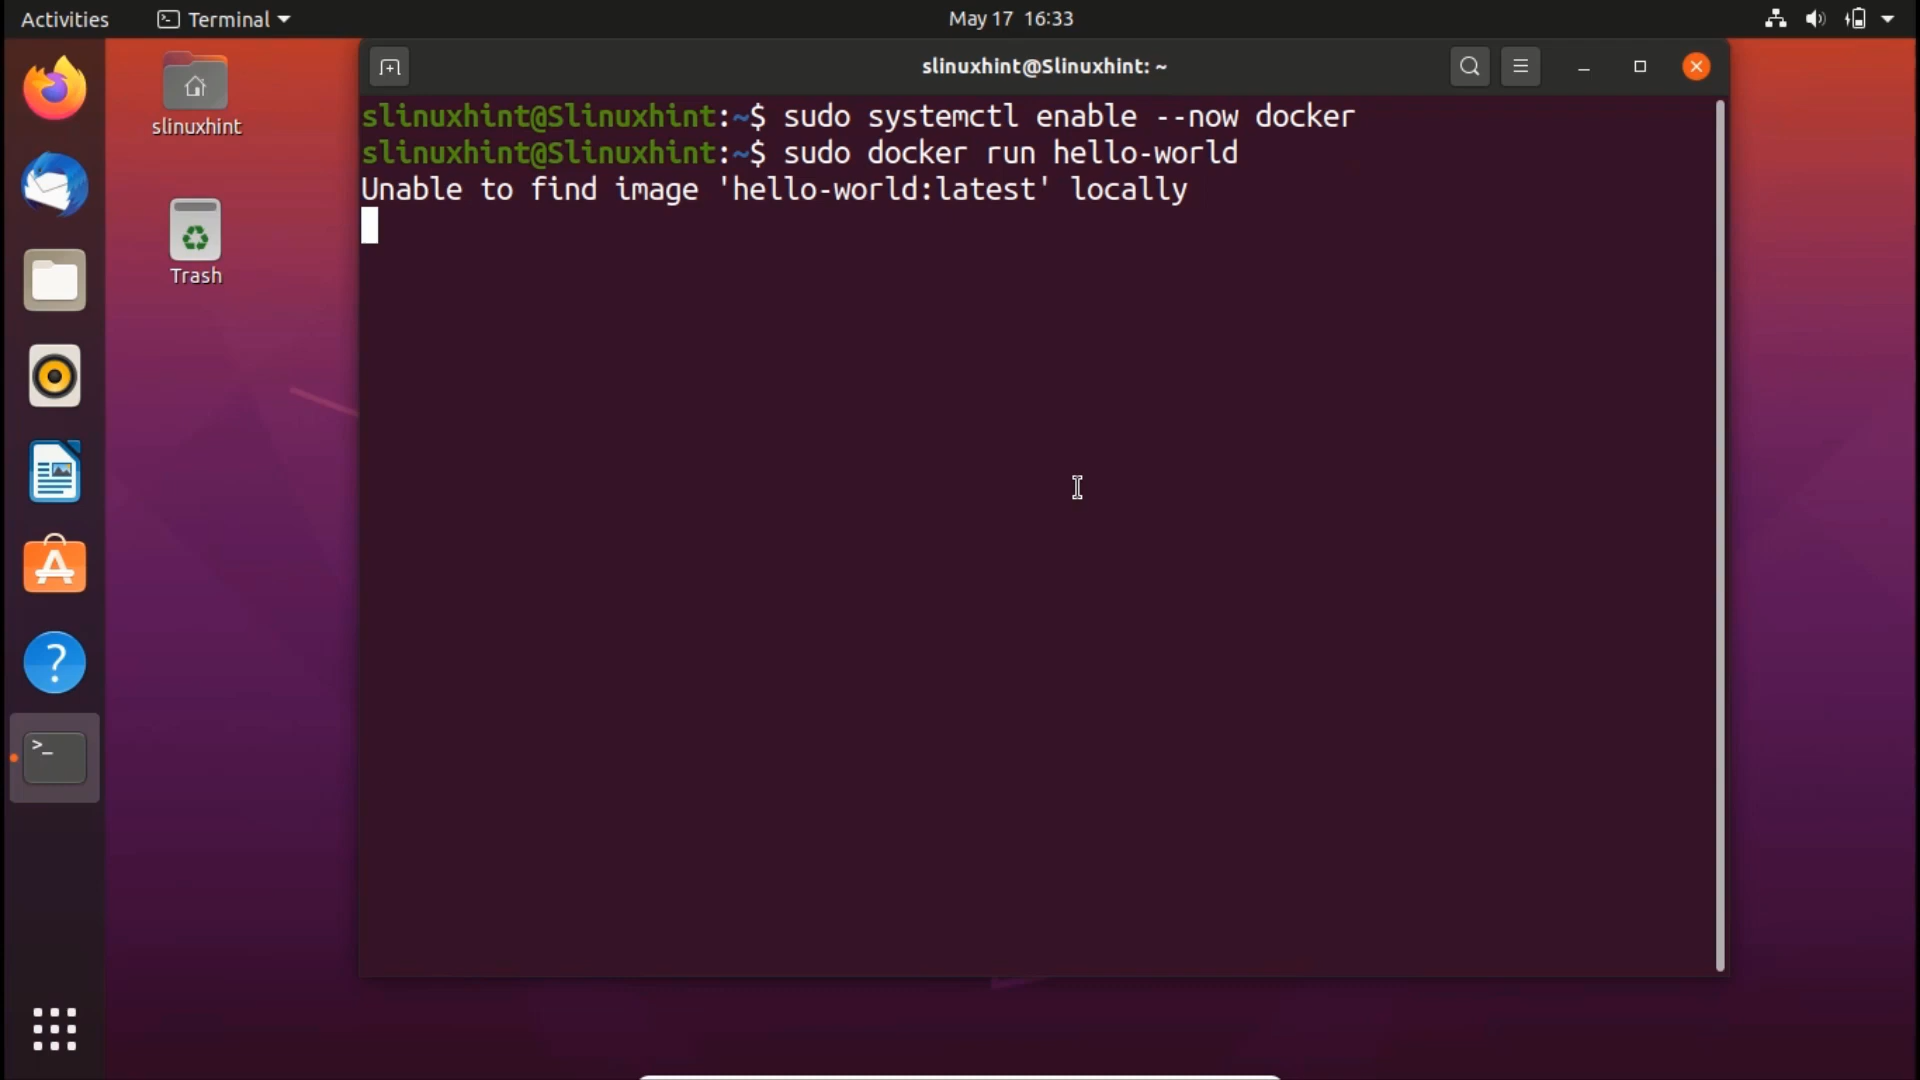 Activities
Terminal
May 17 16:33
slinuxhint
Trash
slinuxhint@Slinuxhint: ~
slinuxhint@Slinuxhint:~$ sudo systemctl enable --now docker
slinuxhint@Slinuxhint:~$ sudo docker run hello-world
Unable to find image 'hello-world:latest' locally